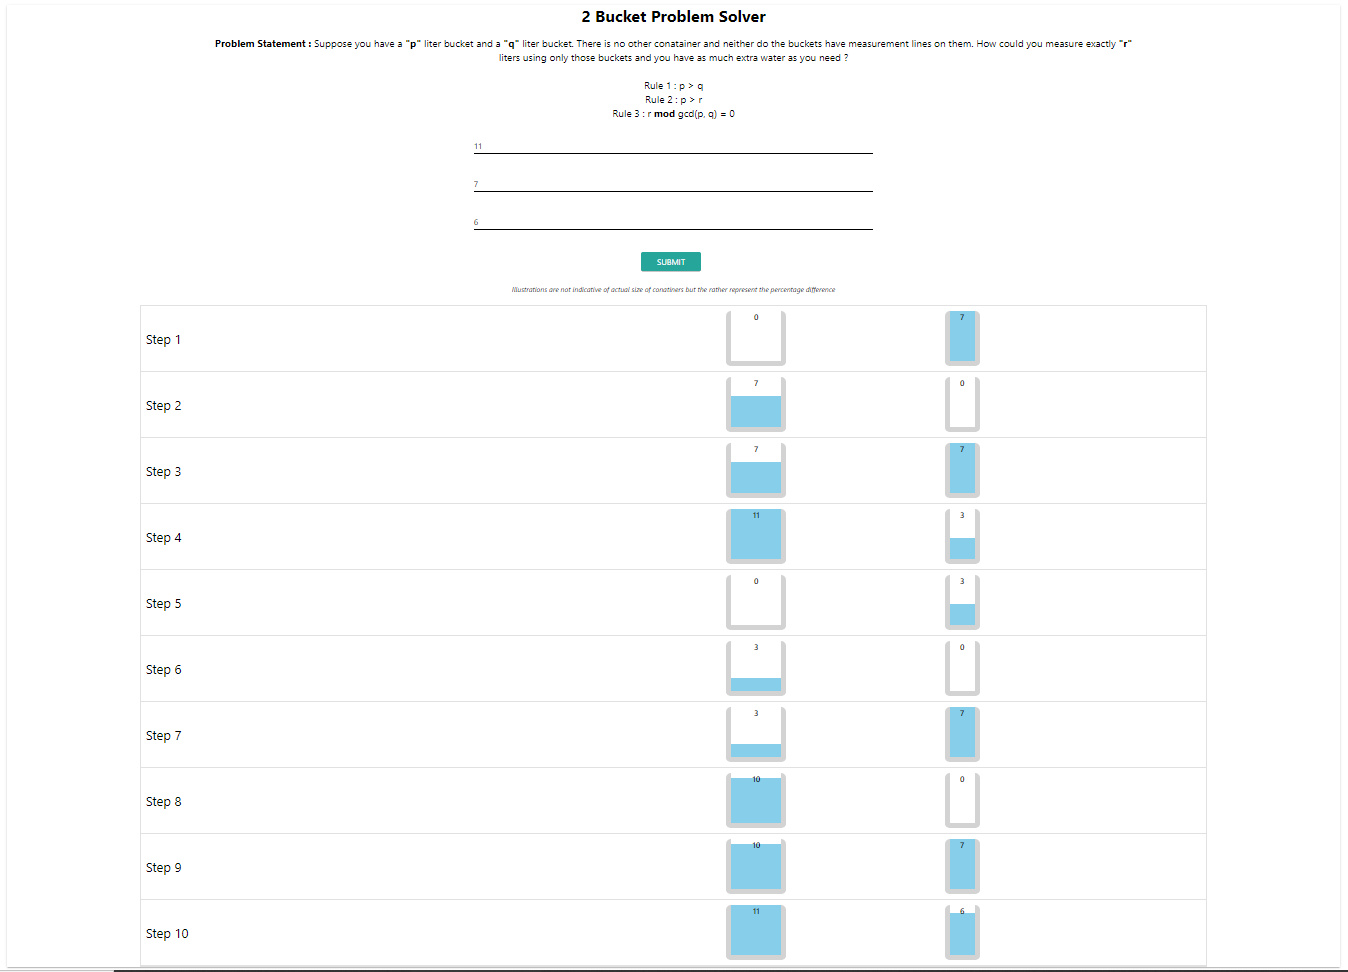 2 Bucket Problem Solver
Problem Statement : Suppose you have a "p" liter bucket and a "q" liter bucket. There is no other conatainer and neither do the buckets have measurement lines on them. How could you measure exactly "r"
liters using only those buckets and you have as much extra water as you need ?
Rule 1 : p > q
Rule 2 : p > r
Rule 3 : r mod gcd(p, q) = 0
11
7
6
SUBMIT
Illustrations are not indicative of actual size of conatiners but the rather represent the percentage difference
Step 1 0 7
Step 2 7 0
Step 3 7 7
Step 4 11 3
Step 5 0 3
Step 6 3 0
Step 7 3 7
Step 8 10 0
Step 9 10 7
Step 10 11 6